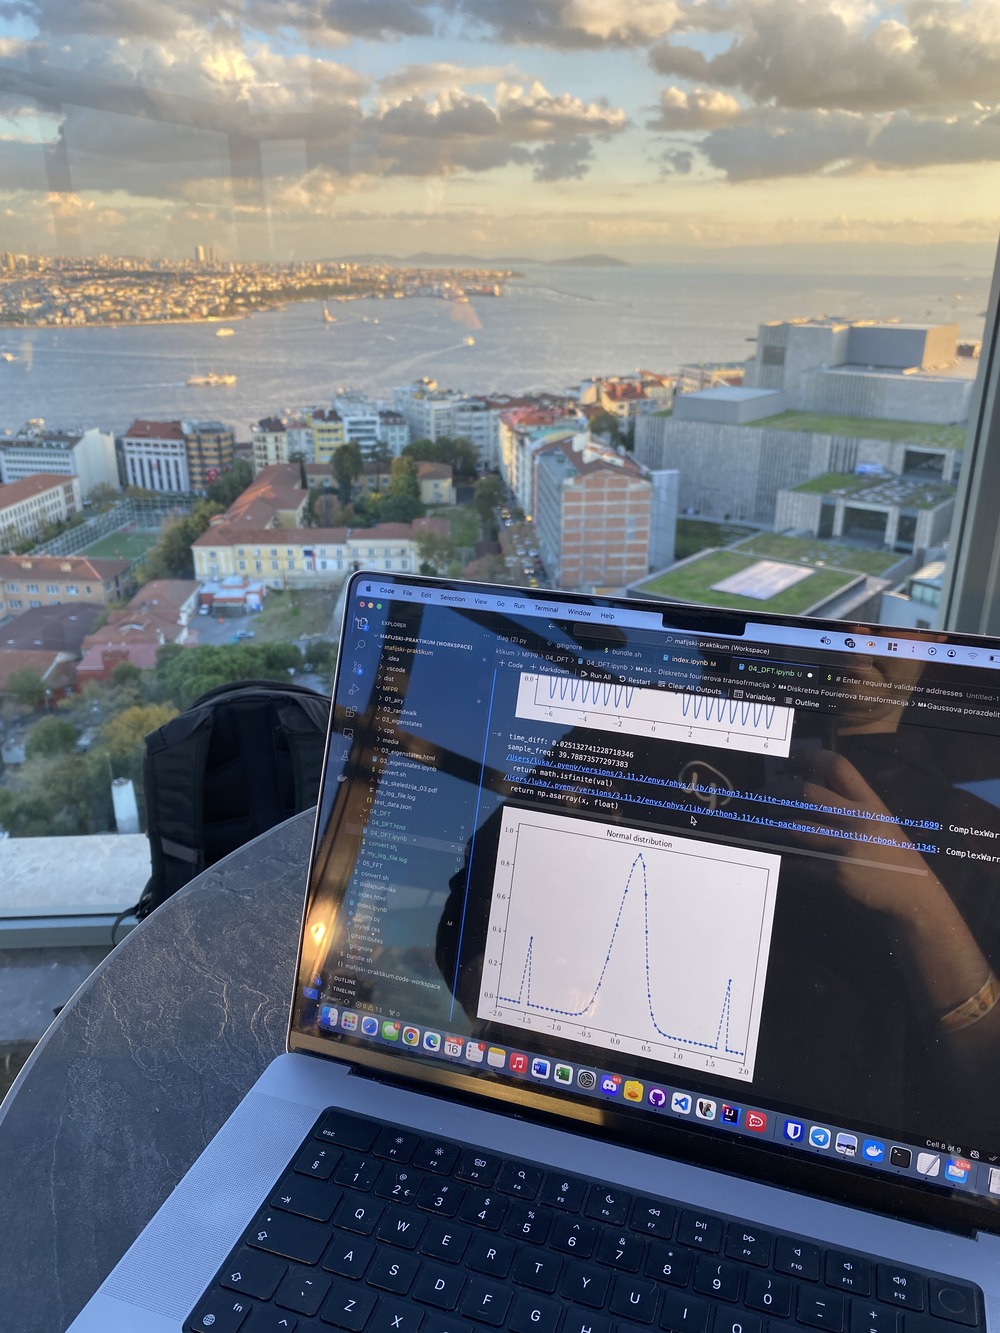 Code File Edit Selection View Go Run Terminal Window Help
mafijski-praktikum (Workspace)
EXPLORER
MAFIJSKI-PRAKTIKUM (WORKSPACE)
mafijski-praktikum
.idea
.vscode
dist
MFPR
01_airy
02_randwalk
03_eigenstates
cpp
media
03_eigenstates.html
03_eigenstates.ipynb
convert.sh
luka_skeledzija_03.pdf
my_log_file.log
test_data.json
04_DFT
04_DFT.html
04_DFT.ipynb
convert.sh
my_log_file.log
05_FFT
convert.sh
index.html
index.ipynb
styles.css
.gitattributes
.gitignore
bundle.sh
mafijski-praktikum.code-workspace
OUTLINE
TIMELINE
diag (2).py
.gitignore
bundle.sh
index.ipynb M
04_DFT.ipynb U
# Enter required validator addresses Untitled-1
ktikum > MFPR > 04_DFT > 04_DFT.ipynb > M↓04 - Diskretna fourierova transofrmacija > M↓Diskretna Fourierova transformacija > M↓Gaussova porazdelit
+ Code + Markdown Run All Restart Clear All Outputs Variables Outline ...
0.0
−6 −4 −2 0 2 4 6
time_diff: 0.025132741228718346
sample_freq: 39.78873577297383
/Users/luka/.pyenv/versions/3.11.2/envs/phys/lib/python3.11/site-packages/matplotlib/cbook.py:1699: ComplexWar
return math.isfinite(val)
/Users/luka/.pyenv/versions/3.11.2/envs/phys/lib/python3.11/site-packages/matplotlib/cbook.py:1345: ComplexWarn
return np.asarray(x, float)
Normal distribution
1.0
0.8
0.4
0.2
0.0
−2.0 −1.5 −1.0 −0.5 0.0 0.5 1.0 1.5 2.0
Cell 8 of 9
16
2,578
esc F1 F2 F3 F4 F5 F6 F7 F8 F9 F10 F11 F12
§ ± ! 1 @ 2 € # 3 $ 4 % 5 ^ 6 & 7 * 8 ( 9 ) 0 _ − + =
Q W E R T Y U I
A S D F G H
~ Z X
fn ^